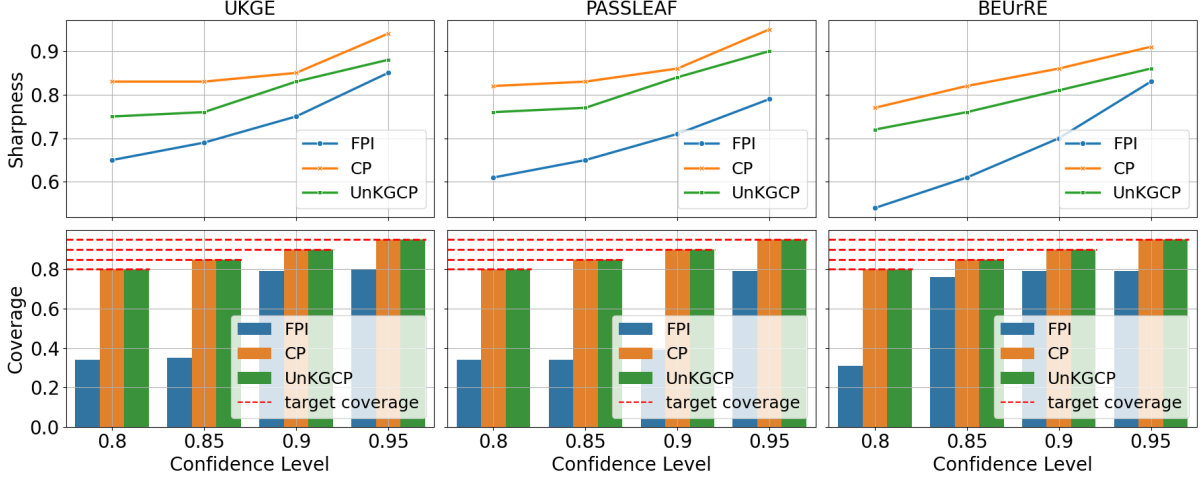 UKGE
PASSLEAF
BEUrRE
Sharpness
0.9
0.8
0.7
0.6
FPI
CP
UnKGCP
FPI
CP
UnKGCP
FPI
CP
UnKGCP
Coverage
0.8
0.6
0.4
0.2
0.0
FPI
CP
UnKGCP
target coverage
FPI
CP
UnKGCP
target coverage
FPI
CP
UnKGCP
target coverage
0.8 0.85 0.9 0.95
0.8 0.85 0.9 0.95
0.8 0.85 0.9 0.95
Confidence Level
Confidence Level
Confidence Level